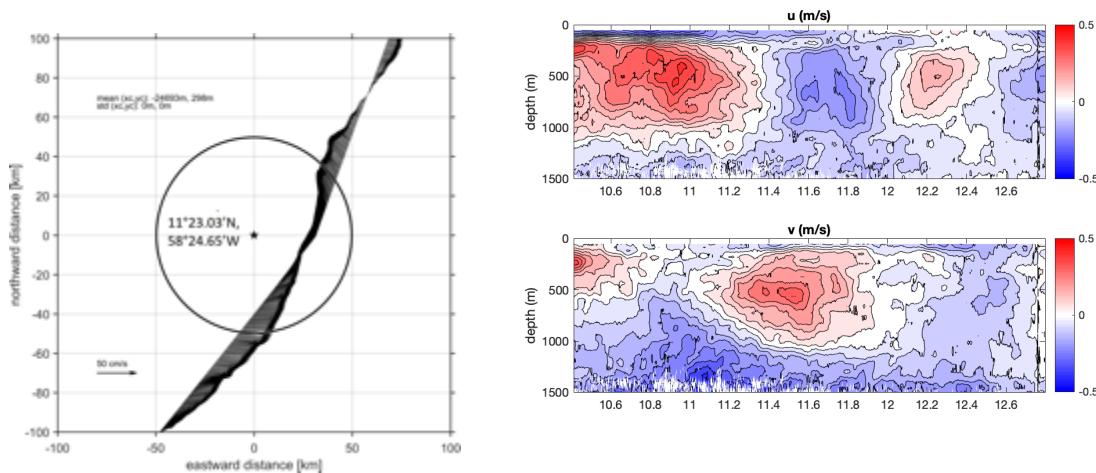 100
80
60
40
20
0
-20
-40
-60
-80
-100
northward distance [km]
mean (xc,yc): -24693m, 298m
std (xc,yc): 0m, 0m
11°23.03'N,
58°24.65'W
50 cm/s
-100 -50 0 50 100
eastward distance [km]
u (m/s)
0
500
1000
1500
depth (m)
10.6 10.8 11 11.2 11.4 11.6 11.8 12 12.2 12.4 12.6
0.5
0
-0.5
v (m/s)
0
500
1000
1500
depth (m)
10.6 10.8 11 11.2 11.4 11.6 11.8 12 12.2 12.4 12.6
0.5
0
-0.5